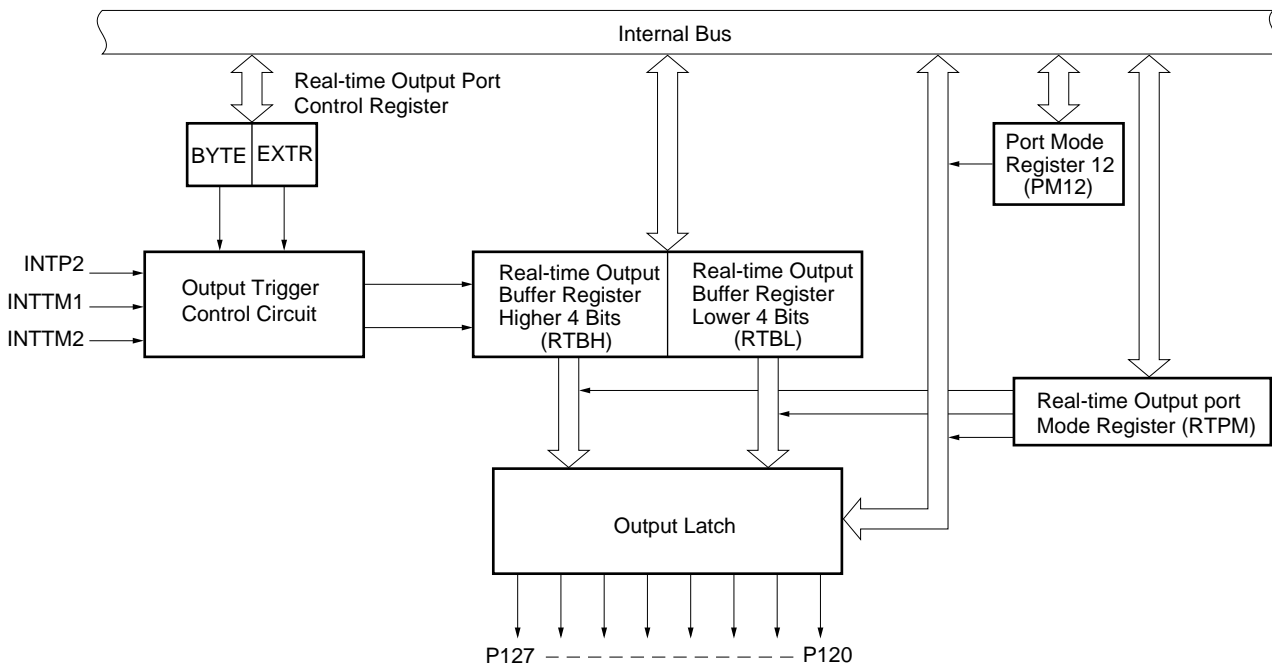 Internal Bus
Real-time Output Port
Control Register
BYTE
EXTR
Port Mode
Register 12
(PM12)
INTP2
INTTM1
INTTM2
Output Trigger
Control Circuit
Real-time Output
Buffer Register
Higher 4 Bits
(RTBH)
Real-time Output
Buffer Register
Lower 4 Bits
(RTBL)
Real-time Output port
Mode Register (RTPM)
Output Latch
P127
P120